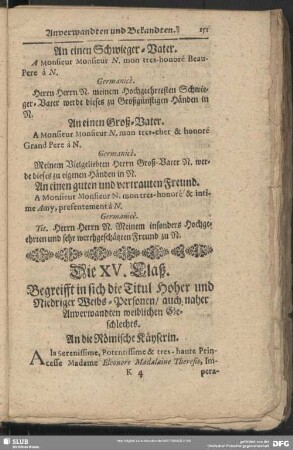 Anverwandten und Bekandten. 151
An einen Schwieger-Vater.
A Monsieur Monsieur N. mon tres-honoré Beau-
Pere à N.
Germanicè.
Herrn Herrn N. meinem Hochgeehrtesten Schwie-
ger-Vater werde dieses zu Großgünstigen Händen in
N.
An einen Groß-Vater.
A Monsieur Monsieur N. mon tres-cher & honoré
Grand Pere à N.
Germanicè.
Meinem Vielgeliebten Herrn Groß-Vater N. wer-
de dieses zu eigenen Händen in N.
An einen guten und vertrauten Freund.
A Monsieur Monsieur N. mon tres-honoré & inti-
me Amy, presentement à N.
Germanicè.
Tit. Herrn Herrn N. Meinem insonders Hochge-
ehrten und sehr werthgeschätzten Freund zu N.
Die XV. Claß.
Begreifft in sich die Titul Hoher und
Niedriger Weibs-Personen/ auch naher
Anverwandten weiblichen Ge-
schlechts.
An die Römische Käyserin.
A la Serenissime, Potentissime & tres-haute Prin-
cesse Madame Eleonore Madalaine Therese, Im-
K 4 pera-
SLUB
DFG